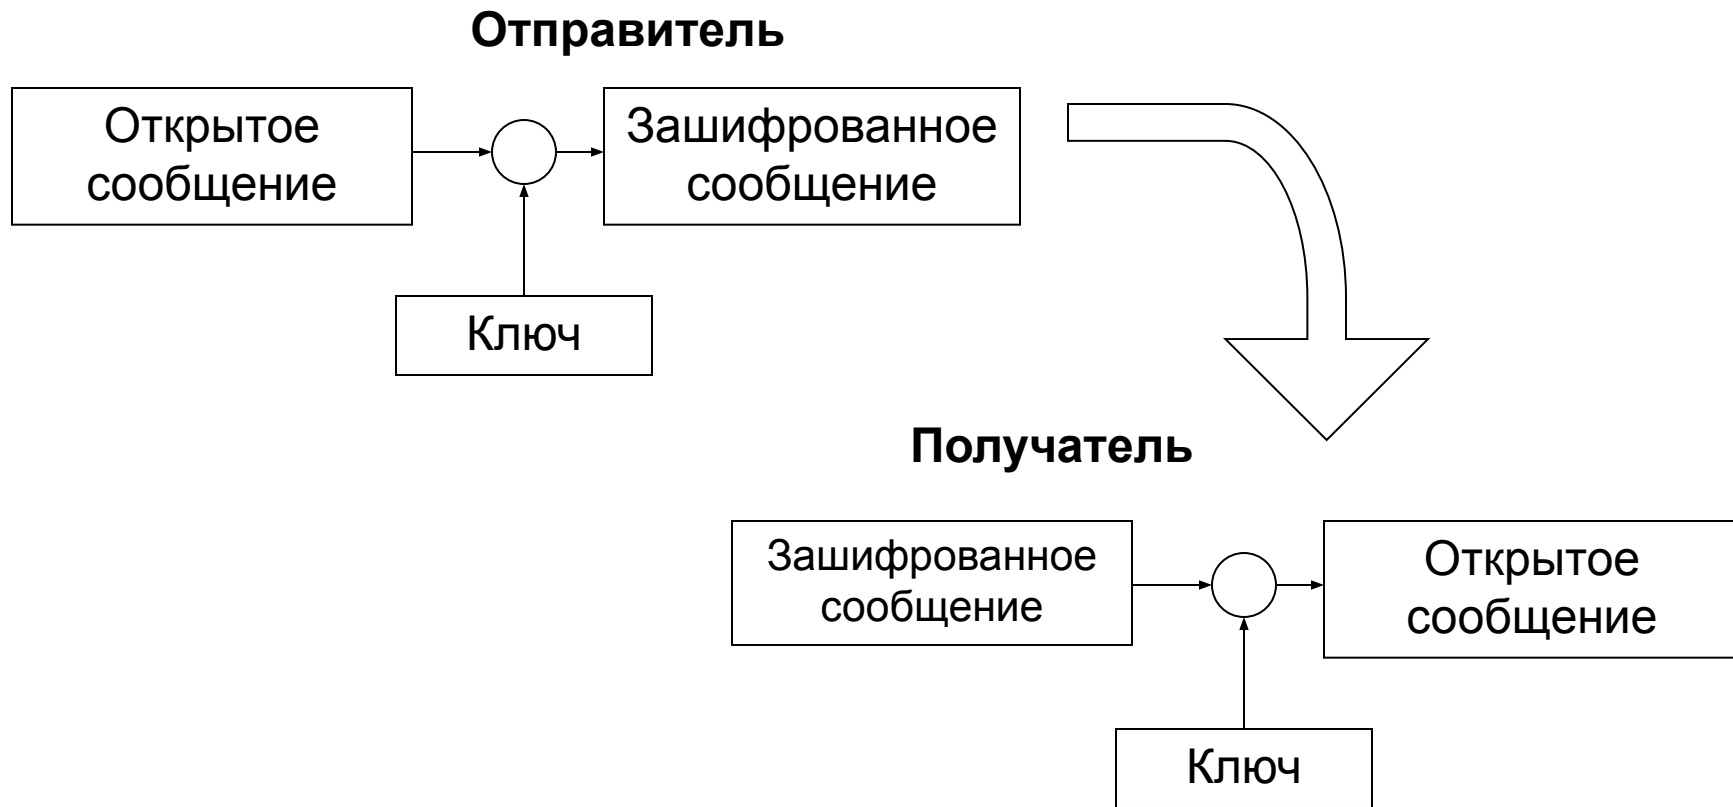 Отправитель
Открытое
сообщение
Зашифрованное
сообщение
Ключ
Получатель
Зашифрованное
сообщение
Открытое
сообщение
Ключ